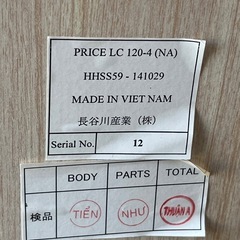 PRICE LC 120-4 (NA)
HHSS59 - 141029
MADE IN VIET NAM
長谷川産業（株）
Serial No. 12
BODY PARTS TOTAL
検品 TIẾN NHƯ THUẬN A